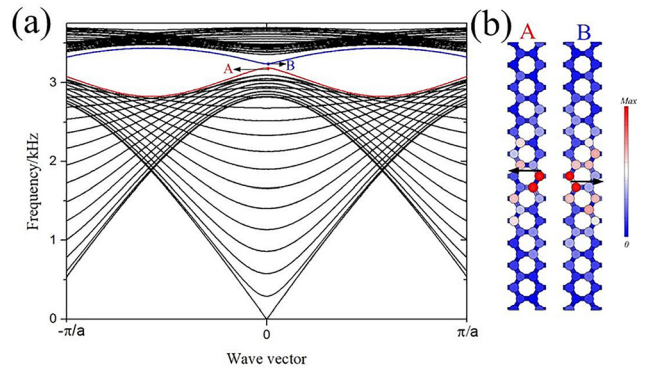 (a)
Frequency/kHz
3
2
1
0
-π/a
0
π/a
Wave vector
A
B
(b)
A
B
Max
0